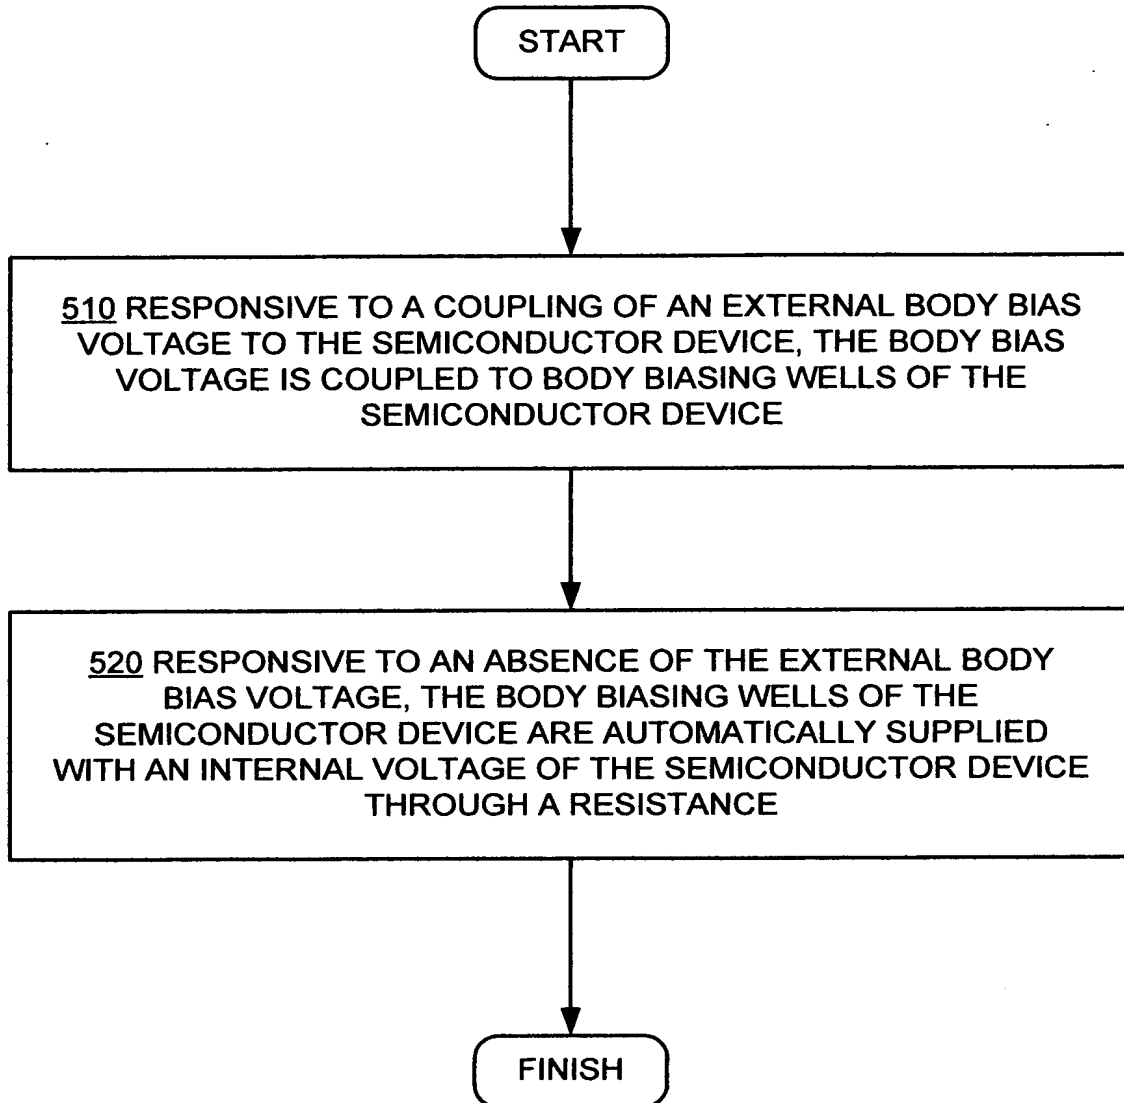 START
510 RESPONSIVE TO A COUPLING OF AN EXTERNAL BODY BIAS
VOLTAGE TO THE SEMICONDUCTOR DEVICE, THE BODY BIAS
VOLTAGE IS COUPLED TO BODY BIASING WELLS OF THE
SEMICONDUCTOR DEVICE
520 RESPONSIVE TO AN ABSENCE OF THE EXTERNAL BODY
BIAS VOLTAGE, THE BODY BIASING WELLS OF THE
SEMICONDUCTOR DEVICE ARE AUTOMATICALLY SUPPLIED
WITH AN INTERNAL VOLTAGE OF THE SEMICONDUCTOR DEVICE
THROUGH A RESISTANCE
FINISH